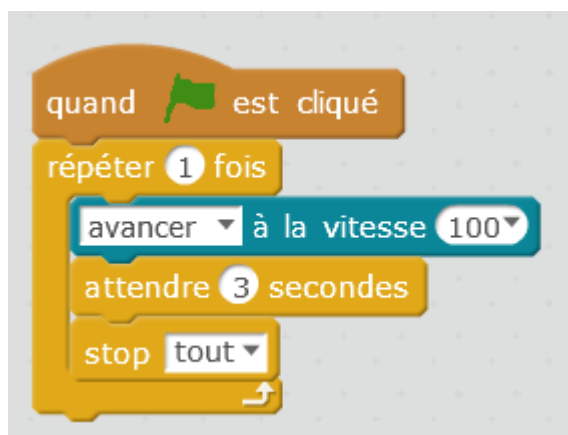 quand est cliqué
répéter 1 fois
avancer à la vitesse 100
attendre 3 secondes
stop tout